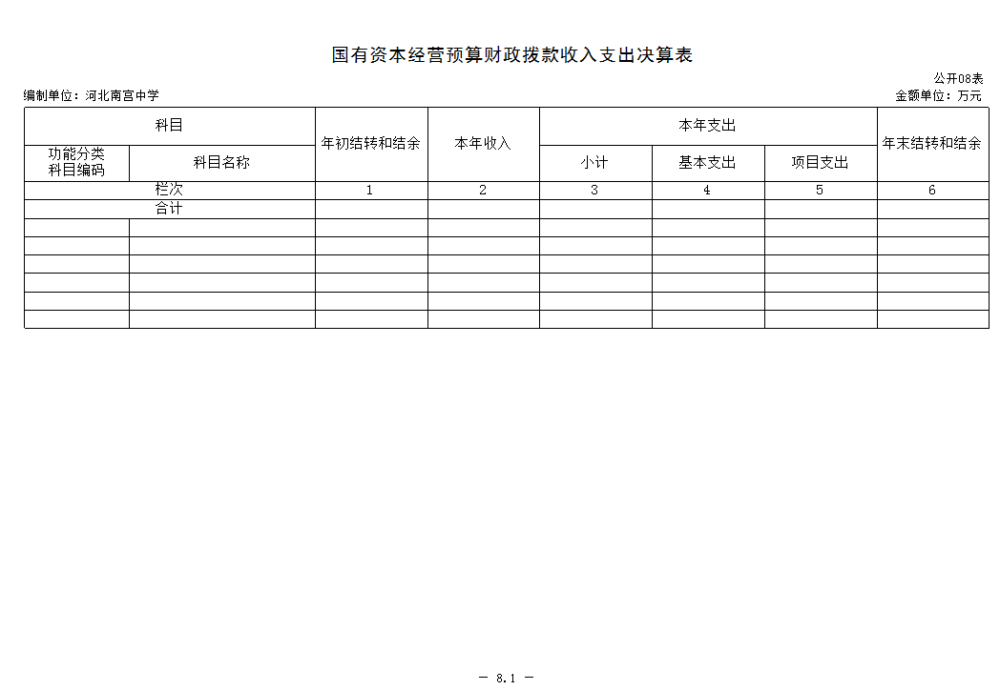 国有资本经营预算财政拨款收入支出决算表
公开08表
编制单位：河北南宫中学 金额单位：万元
科目 年初结转和结余 本年收入 本年支出 年末结转和结余
功能分类
科目编码 科目名称 小计 基本支出 项目支出
栏次 1 2 3 4 5 6
合计
— 8.1 —